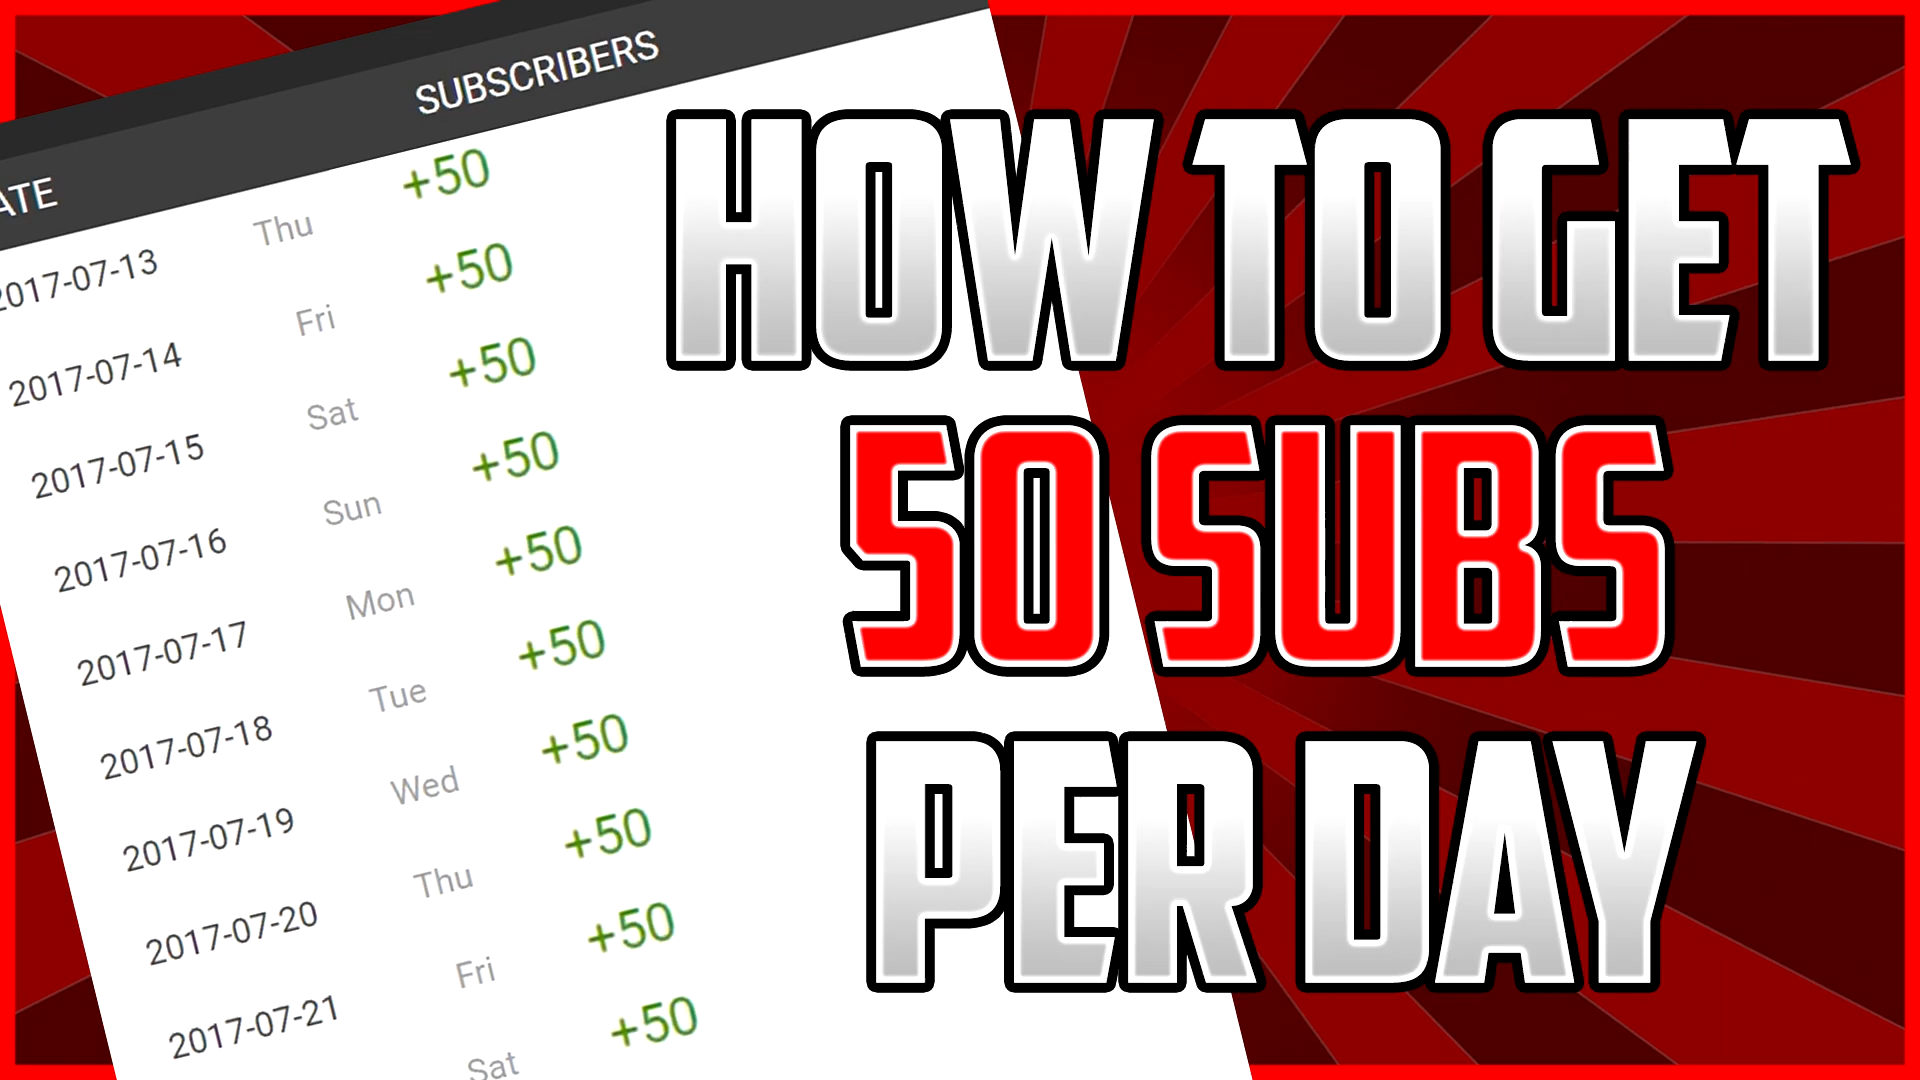 SUBSCRIBERS
ATE
2017-07-13 Thu +50
2017-07-14 Fri +50
2017-07-15 Sat +50
2017-07-16 Sun +50
2017-07-17 Mon +50
2017-07-18 Tue +50
2017-07-19 Wed +50
2017-07-20 Thu +50
2017-07-21 Fri +50
Sat +50
HOW TO GET
50 SUBS
PER DAY